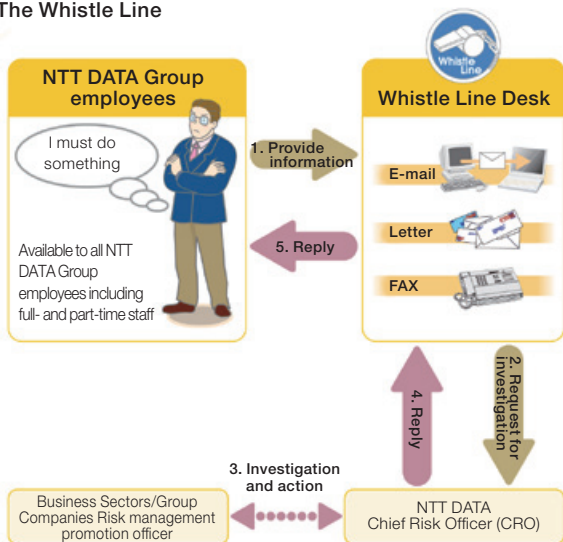 The Whistle Line
Whistle
Line
NTT DATA Group
employees
Whistle Line Desk
I must do
something
1. Provide
information
E-mail
Letter
FAX
5. Reply
Available to all NTT
DATA Group
employees including
full- and part-time staff
2. Request for
investigation
4. Reply
3. Investigation
and action
Business Sectors/Group
Companies Risk management
promotion officer
NTT DATA
Chief Risk Officer (CRO)